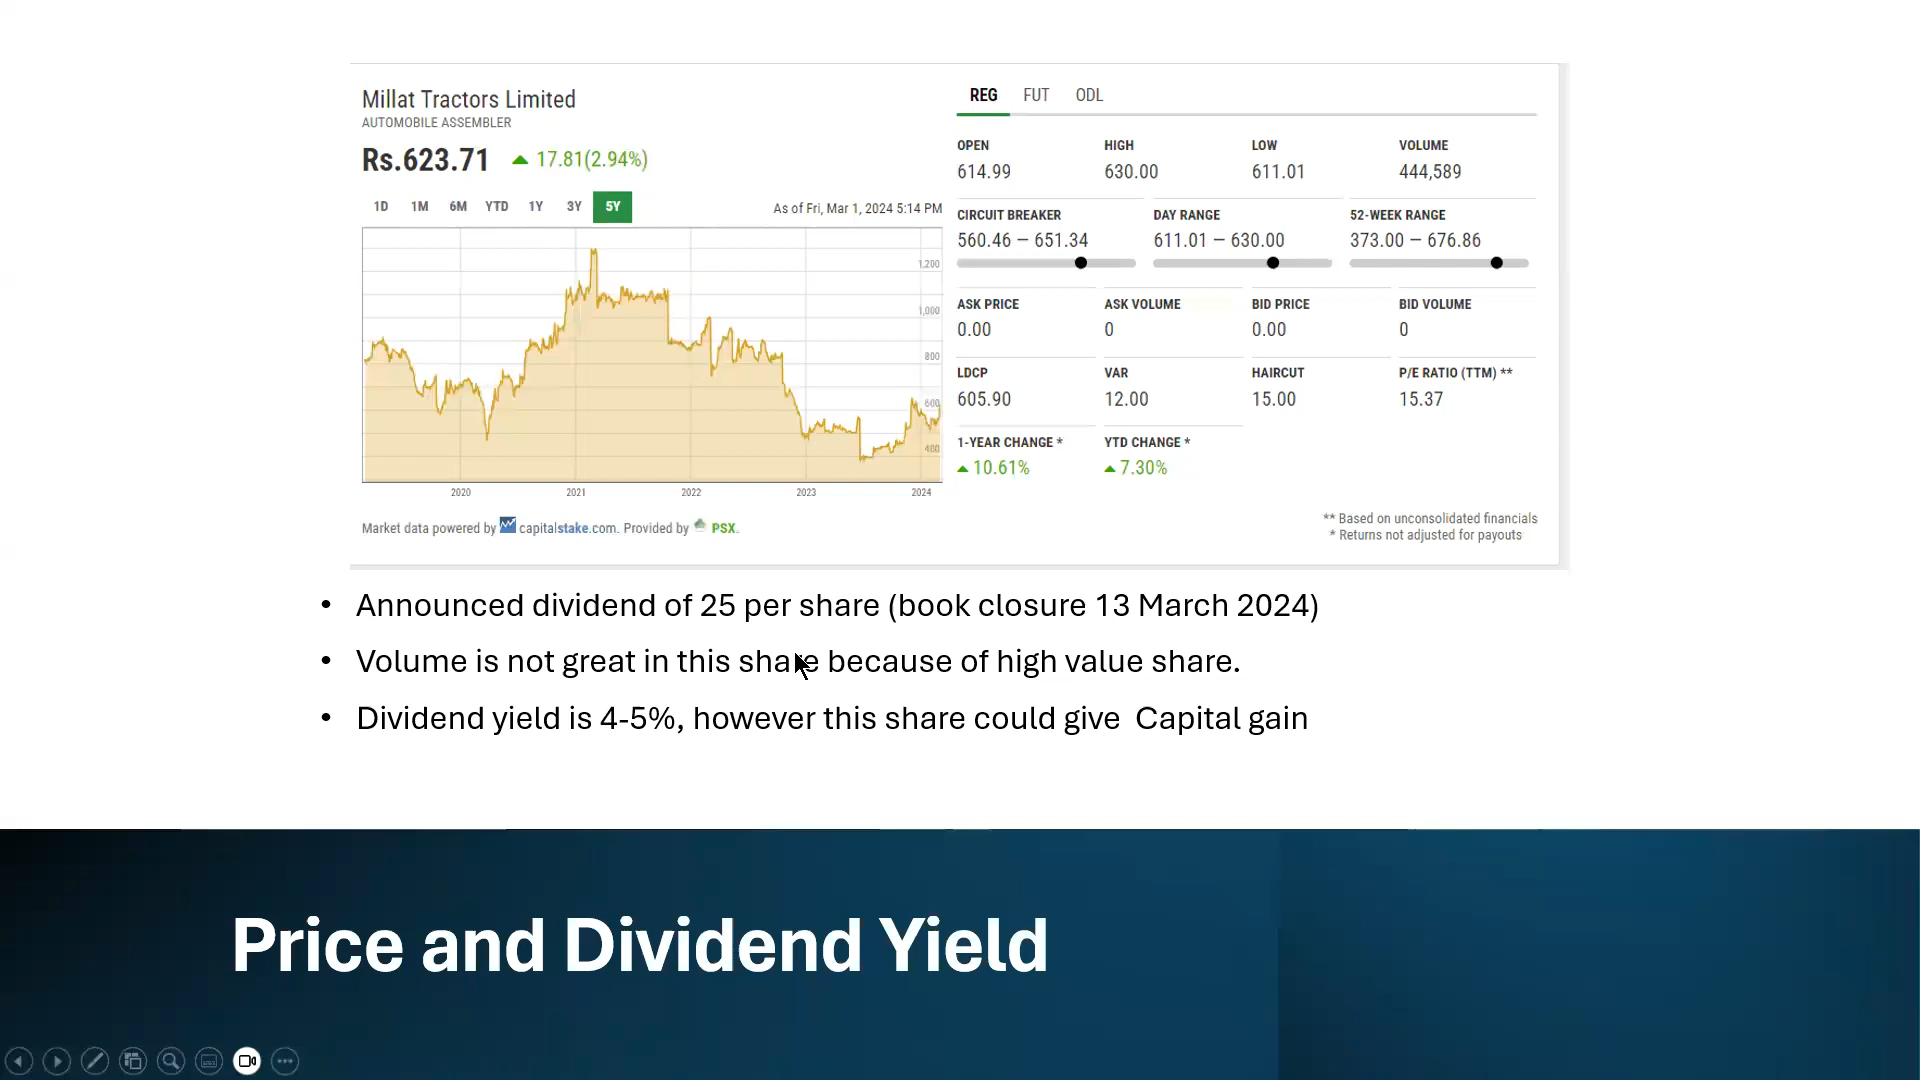 Millat Tractors Limited
AUTOMOBILE ASSEMBLER
Rs.623.71 17.81(2.94%)
1D 1M 6M YTD 1Y 3Y 5Y As of Fri, Mar 1, 2024 5:14 PM
1,200
1,000
800
600
400
2020 2021 2022 2023 2024
Market data powered by capitalstake.com. Provided by PSX.
REG FUT ODL
OPEN HIGH LOW VOLUME
614.99 630.00 611.01 444,589
CIRCUIT BREAKER DAY RANGE 52-WEEK RANGE
560.46 — 651.34 611.01 — 630.00 373.00 — 676.86
ASK PRICE ASK VOLUME BID PRICE BID VOLUME
0.00 0 0.00 0
LDCP VAR HAIRCUT P/E RATIO (TTM) **
605.90 12.00 15.00 15.37
1-YEAR CHANGE * YTD CHANGE *
10.61% 7.30%
** Based on unconsolidated financials
* Returns not adjusted for payouts
• Announced dividend of 25 per share (book closure 13 March 2024)
• Volume is not great in this share because of high value share.
• Dividend yield is 4-5%, however this share could give Capital gain
Price and Dividend Yield